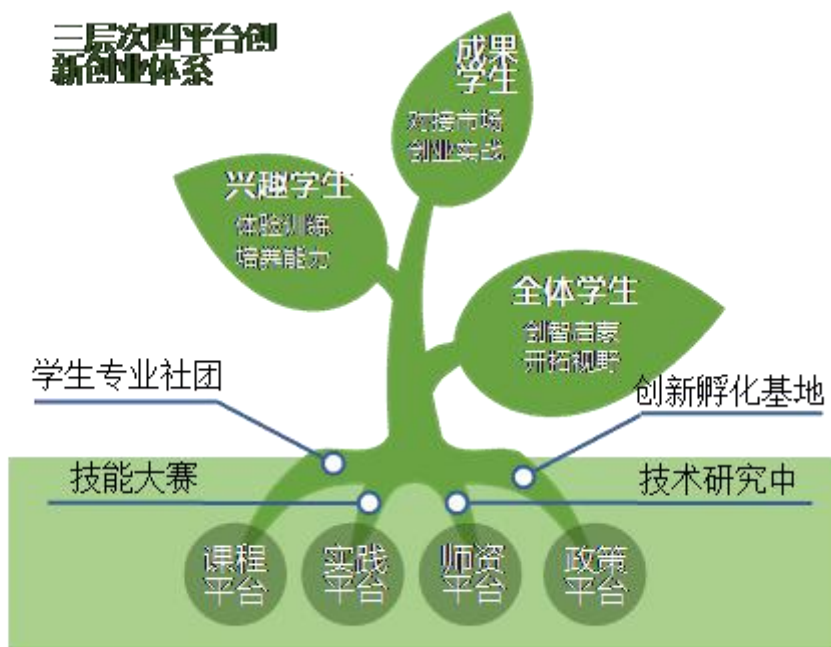 三层次四平台创
新创业体系
成果
学生
对接市场
创业实战
兴趣学生
体验训练
培养能力
全体学生
创智启蒙
开拓视野
学生专业社团
创新孵化基地
技能大赛
技术研究中
课程
平台
实践
平台
师资
平台
政策
平台